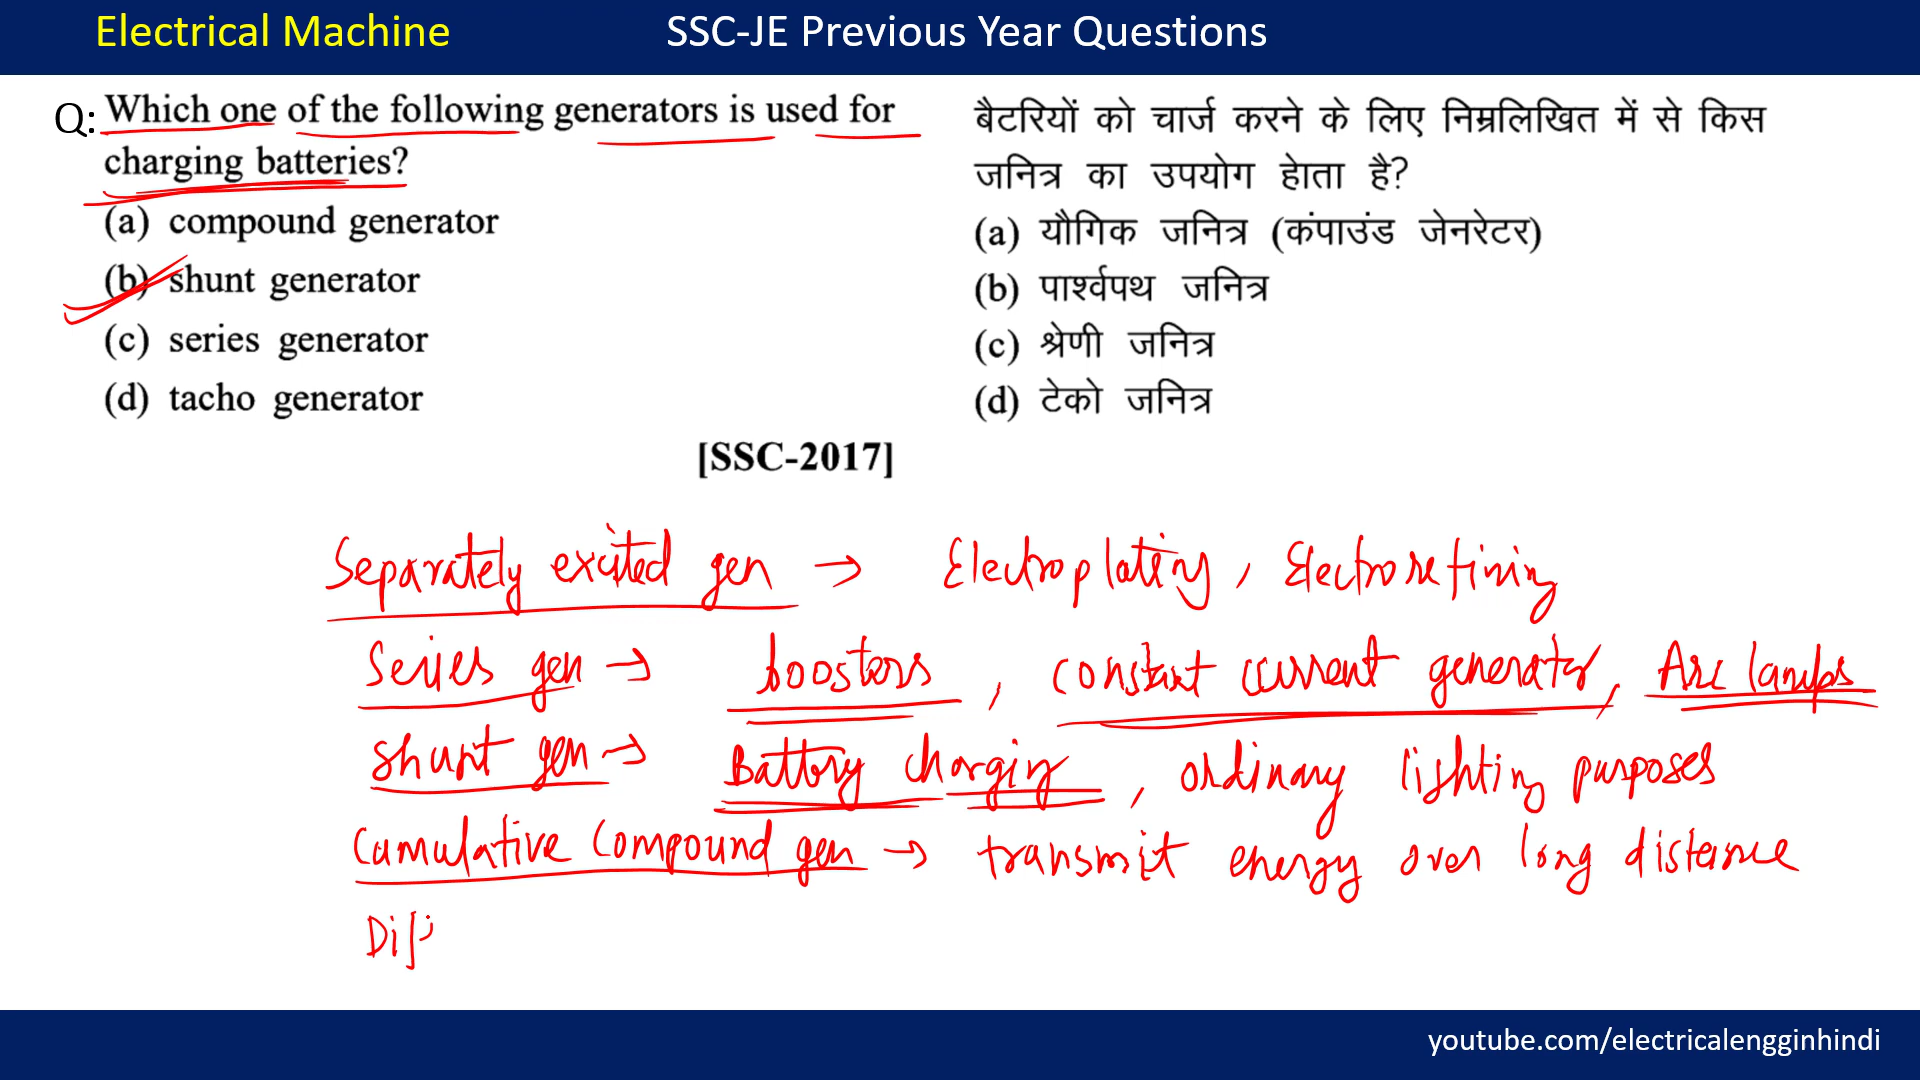 Electrical Machine SSC-JE Previous Year Questions
Q: Which one of the following generators is used for
charging batteries?
(a) compound generator
(b) shunt generator
(c) series generator
(d) tacho generator
[SSC-2017]
बैटरियों को चार्ज करने के लिए निम्नलिखित में से किस
जनित्र का उपयोग हेाता है?
(a) यौगिक जनित्र (कंपाउंड जेनरेटर)
(b) पार्श्वपथ जनित्र
(c) श्रेणी जनित्र
(d) टेको जनित्र
Separately excited gen → Electroplating, Electrorefining
Series gen → boosters, constant current generator, Arc lamps
Shunt gen → Battery charging, ordinary lighting purposes
Cumulative Compound gen → transmit energy over long distance
Dif
youtube.com/electricalengginhindi